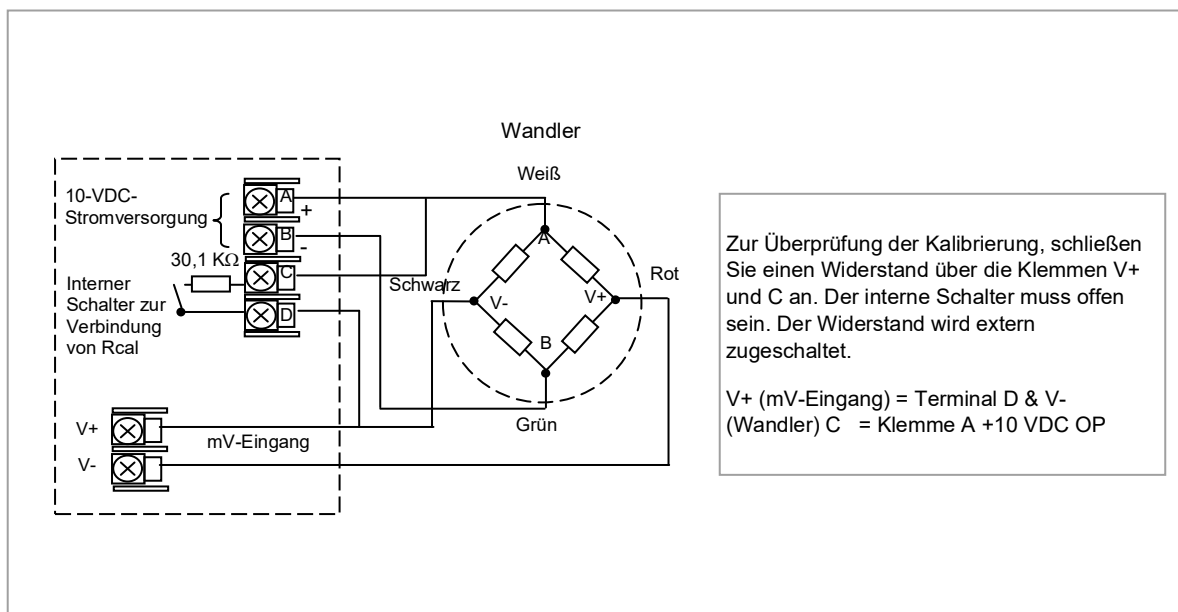 Wandler
Weiß
10-VDC-
Stromversorgung
A
+
B
-
30,1 KΩ
C
Schwarz
Rot
Interner
Schalter zur
Verbindung
von Rcal
D
A
V-
V+
B
Grün
V+
mV-Eingang
V-
Zur Überprüfung der Kalibrierung, schließen
Sie einen Widerstand über die Klemmen V+
und C an. Der interne Schalter muss offen
sein. Der Widerstand wird extern
zugeschaltet.
V+ (mV-Eingang) = Terminal D & V-
(Wandler) C = Klemme A +10 VDC OP